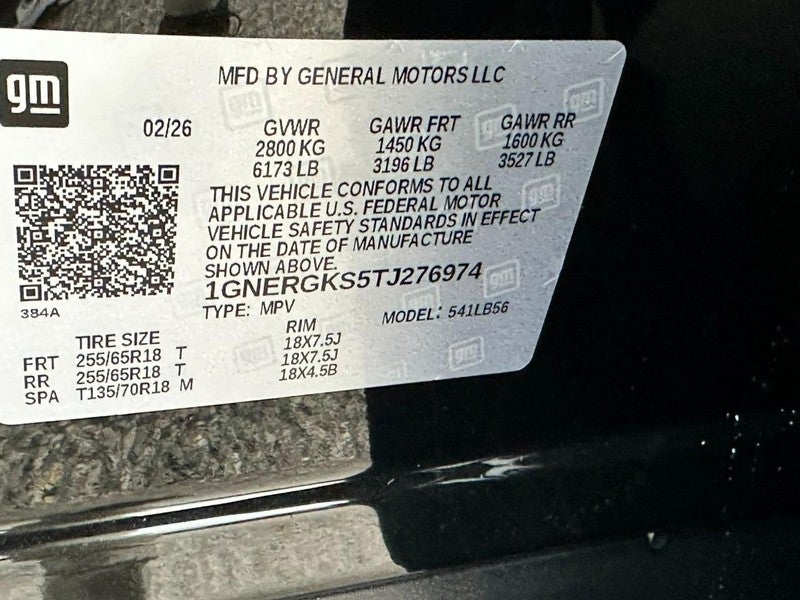 gm
MFD BY GENERAL MOTORS LLC
02/26 GVWR GAWR FRT GAWR RR
2800 KG 1450 KG 1600 KG
6173 LB 3196 LB 3527 LB
THIS VEHICLE CONFORMS TO ALL
APPLICABLE U.S. FEDERAL MOTOR
VEHICLE SAFETY STANDARDS IN EFFECT
ON THE DATE OF MANUFACTURE
SHOWN ABOVE.
1GNERGKS5TJ276974
384A
TYPE: MPV MODEL: 541LB56
TIRE SIZE RIM
FRT 255/65R18 T 18X7.5J
RR 255/65R18 T 18X7.5J
SPA T135/70R18 M 18X4.5B